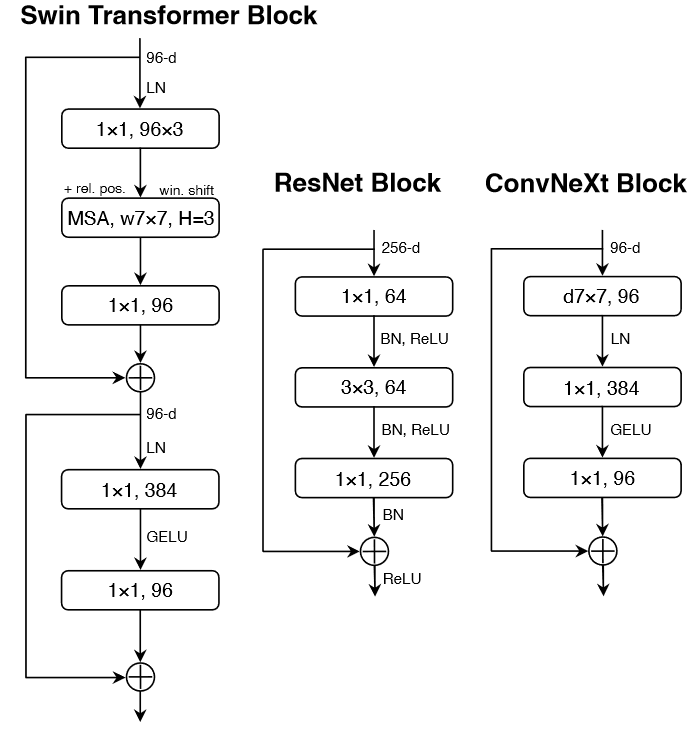 Swin Transformer Block
96-d
LN
1×1, 96×3
+ rel. pos.
win. shift
MSA, w7×7, H=3
1×1, 96
96-d
LN
1×1, 384
GELU
1×1, 96
ResNet Block
256-d
1×1, 64
BN, ReLU
3×3, 64
BN, ReLU
1×1, 256
BN
ReLU
ConvNeXt Block
96-d
d7×7, 96
LN
1×1, 384
GELU
1×1, 96